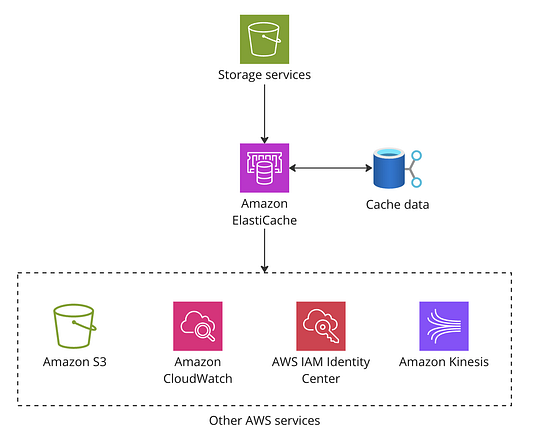 Storage services
Amazon
ElastiCache
Cache data
Amazon S3
Amazon
CloudWatch
AWS IAM Identity
Center
Amazon Kinesis
Other AWS services